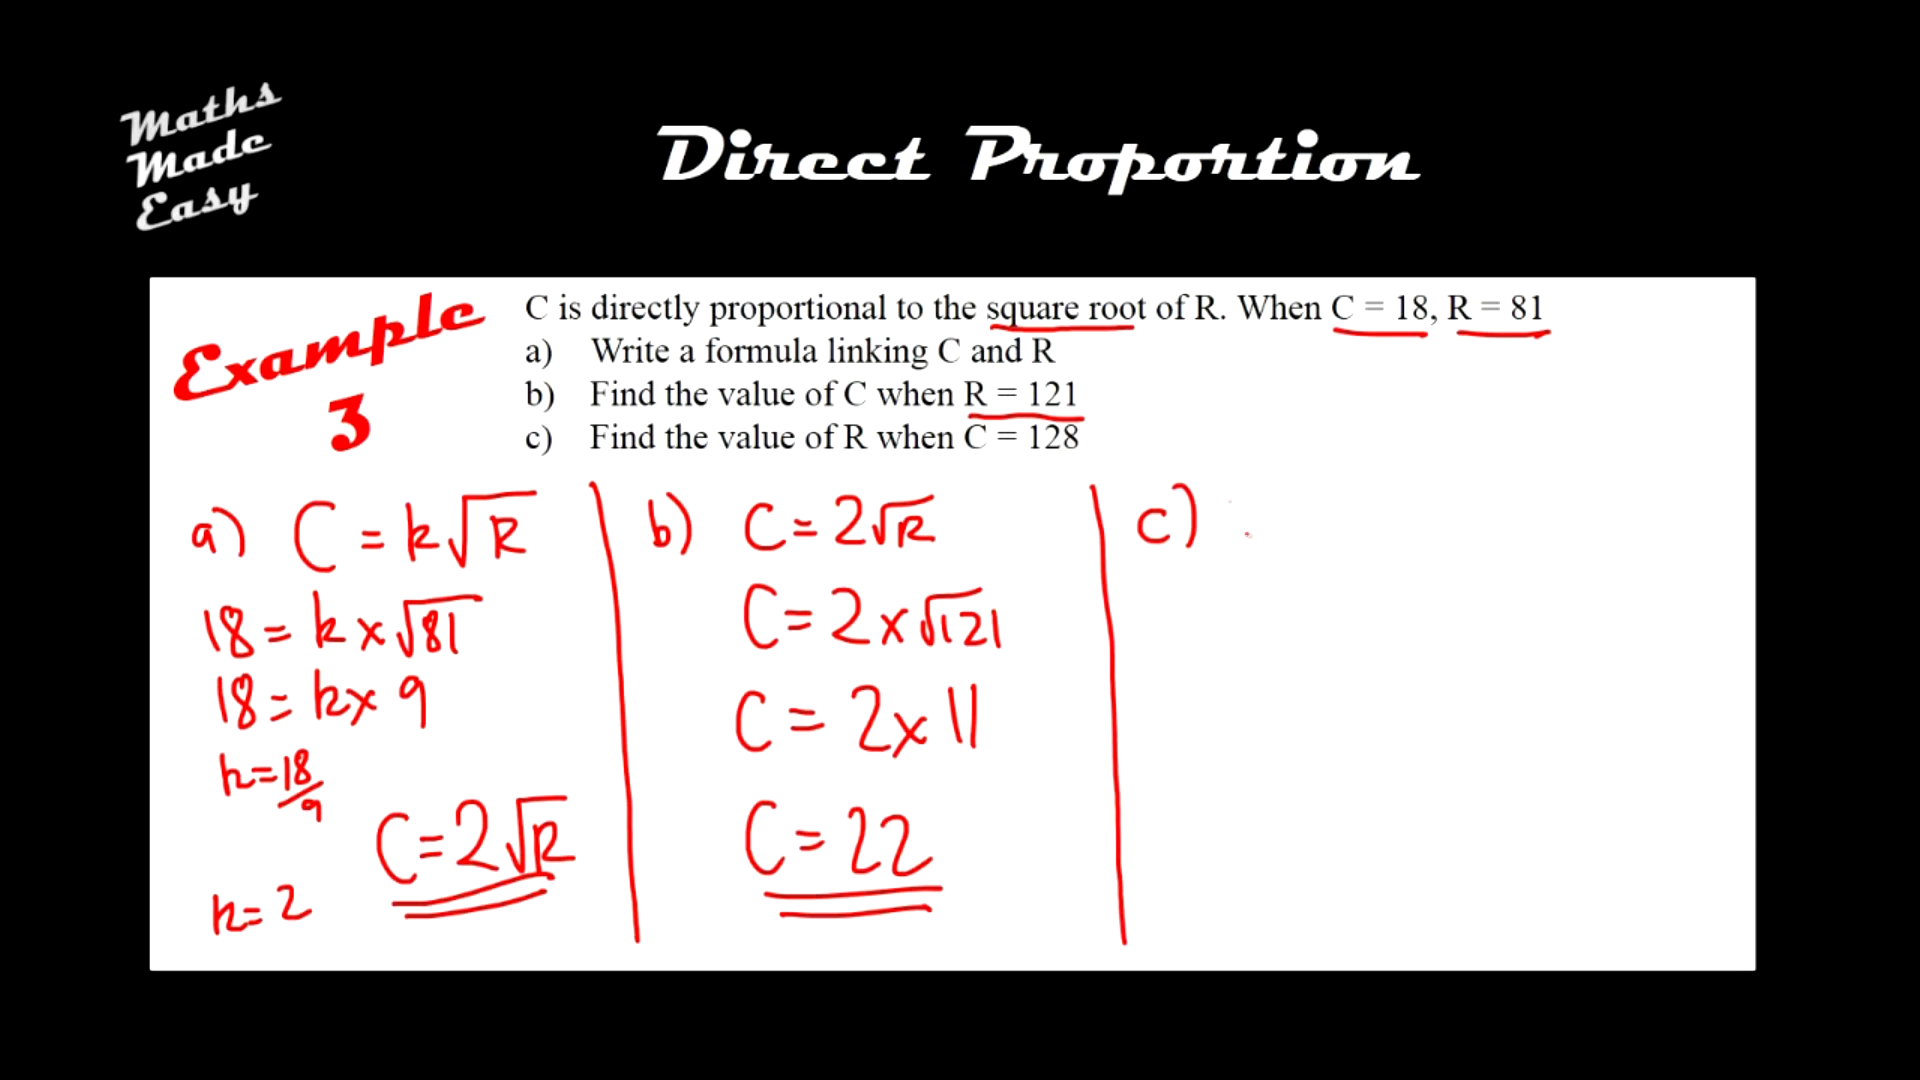 Maths
Made
Easy
Direct Proportion
Example
3
C is directly proportional to the square root of R. When C = 18, R = 81
a) Write a formula linking C and R
b) Find the value of C when R = 121
c) Find the value of R when C = 128
a) C = k√R
18 = k x √81
18 = k x 9
k = 18/9
k = 2
C = 2√R
b) C = 2√R
C = 2 x √121
C = 2 x 11
C = 22
c)